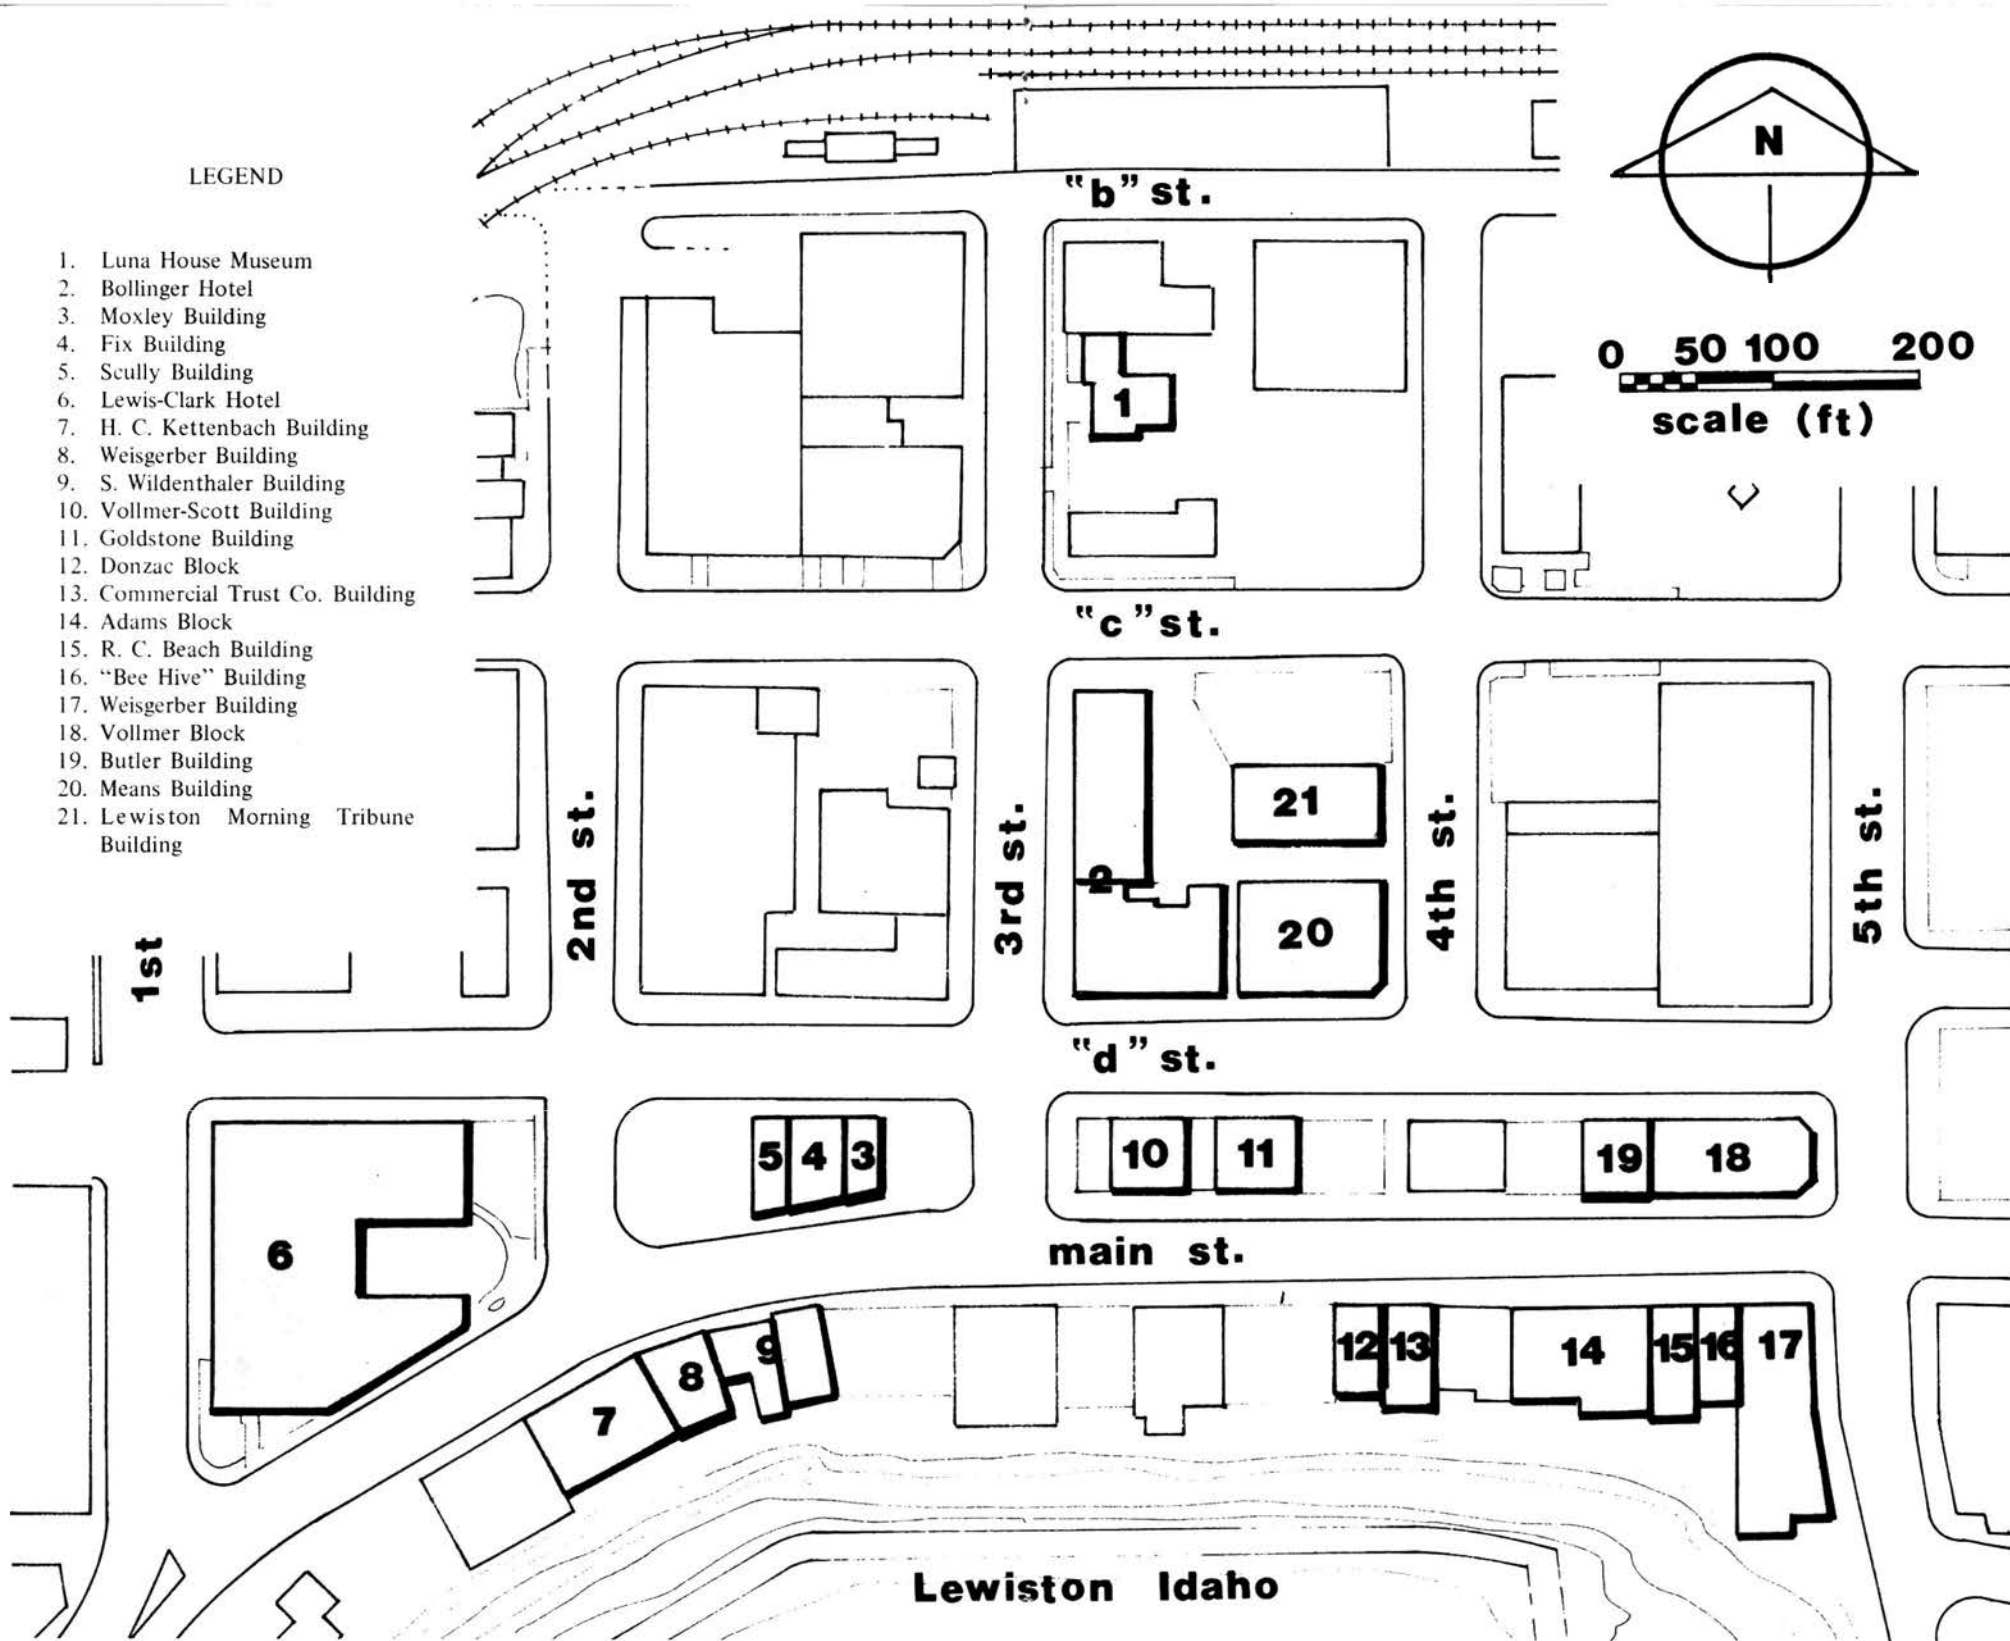 LEGEND
1. Luna House Museum
2. Bollinger Hotel
3. Moxley Building
4. Fix Building
5. Scully Building
6. Lewis-Clark Hotel
7. H. C. Kettenbach Building
8. Weisgerber Building
9. S. Wildenthaler Building
10. Vollmer-Scott Building
11. Goldstone Building
12. Donzac Block
13. Commercial Trust Co. Building
14. Adams Block
15. R. C. Beach Building
16. “Bee Hive” Building
17. Weisgerber Building
18. Vollmer Block
19. Butler Building
20. Means Building
21. Lewiston Morning Tribune
Building
N
0 50 100 200
scale (ft)
“b” st.
1
“c” st.
1st
2nd st.
3rd st.
4th st.
5th st.
2
21
20
“d” st.
5 4 3
10 11
19 18
6
main st.
7 8 9
12 13 14 15 16 17
Lewiston Idaho